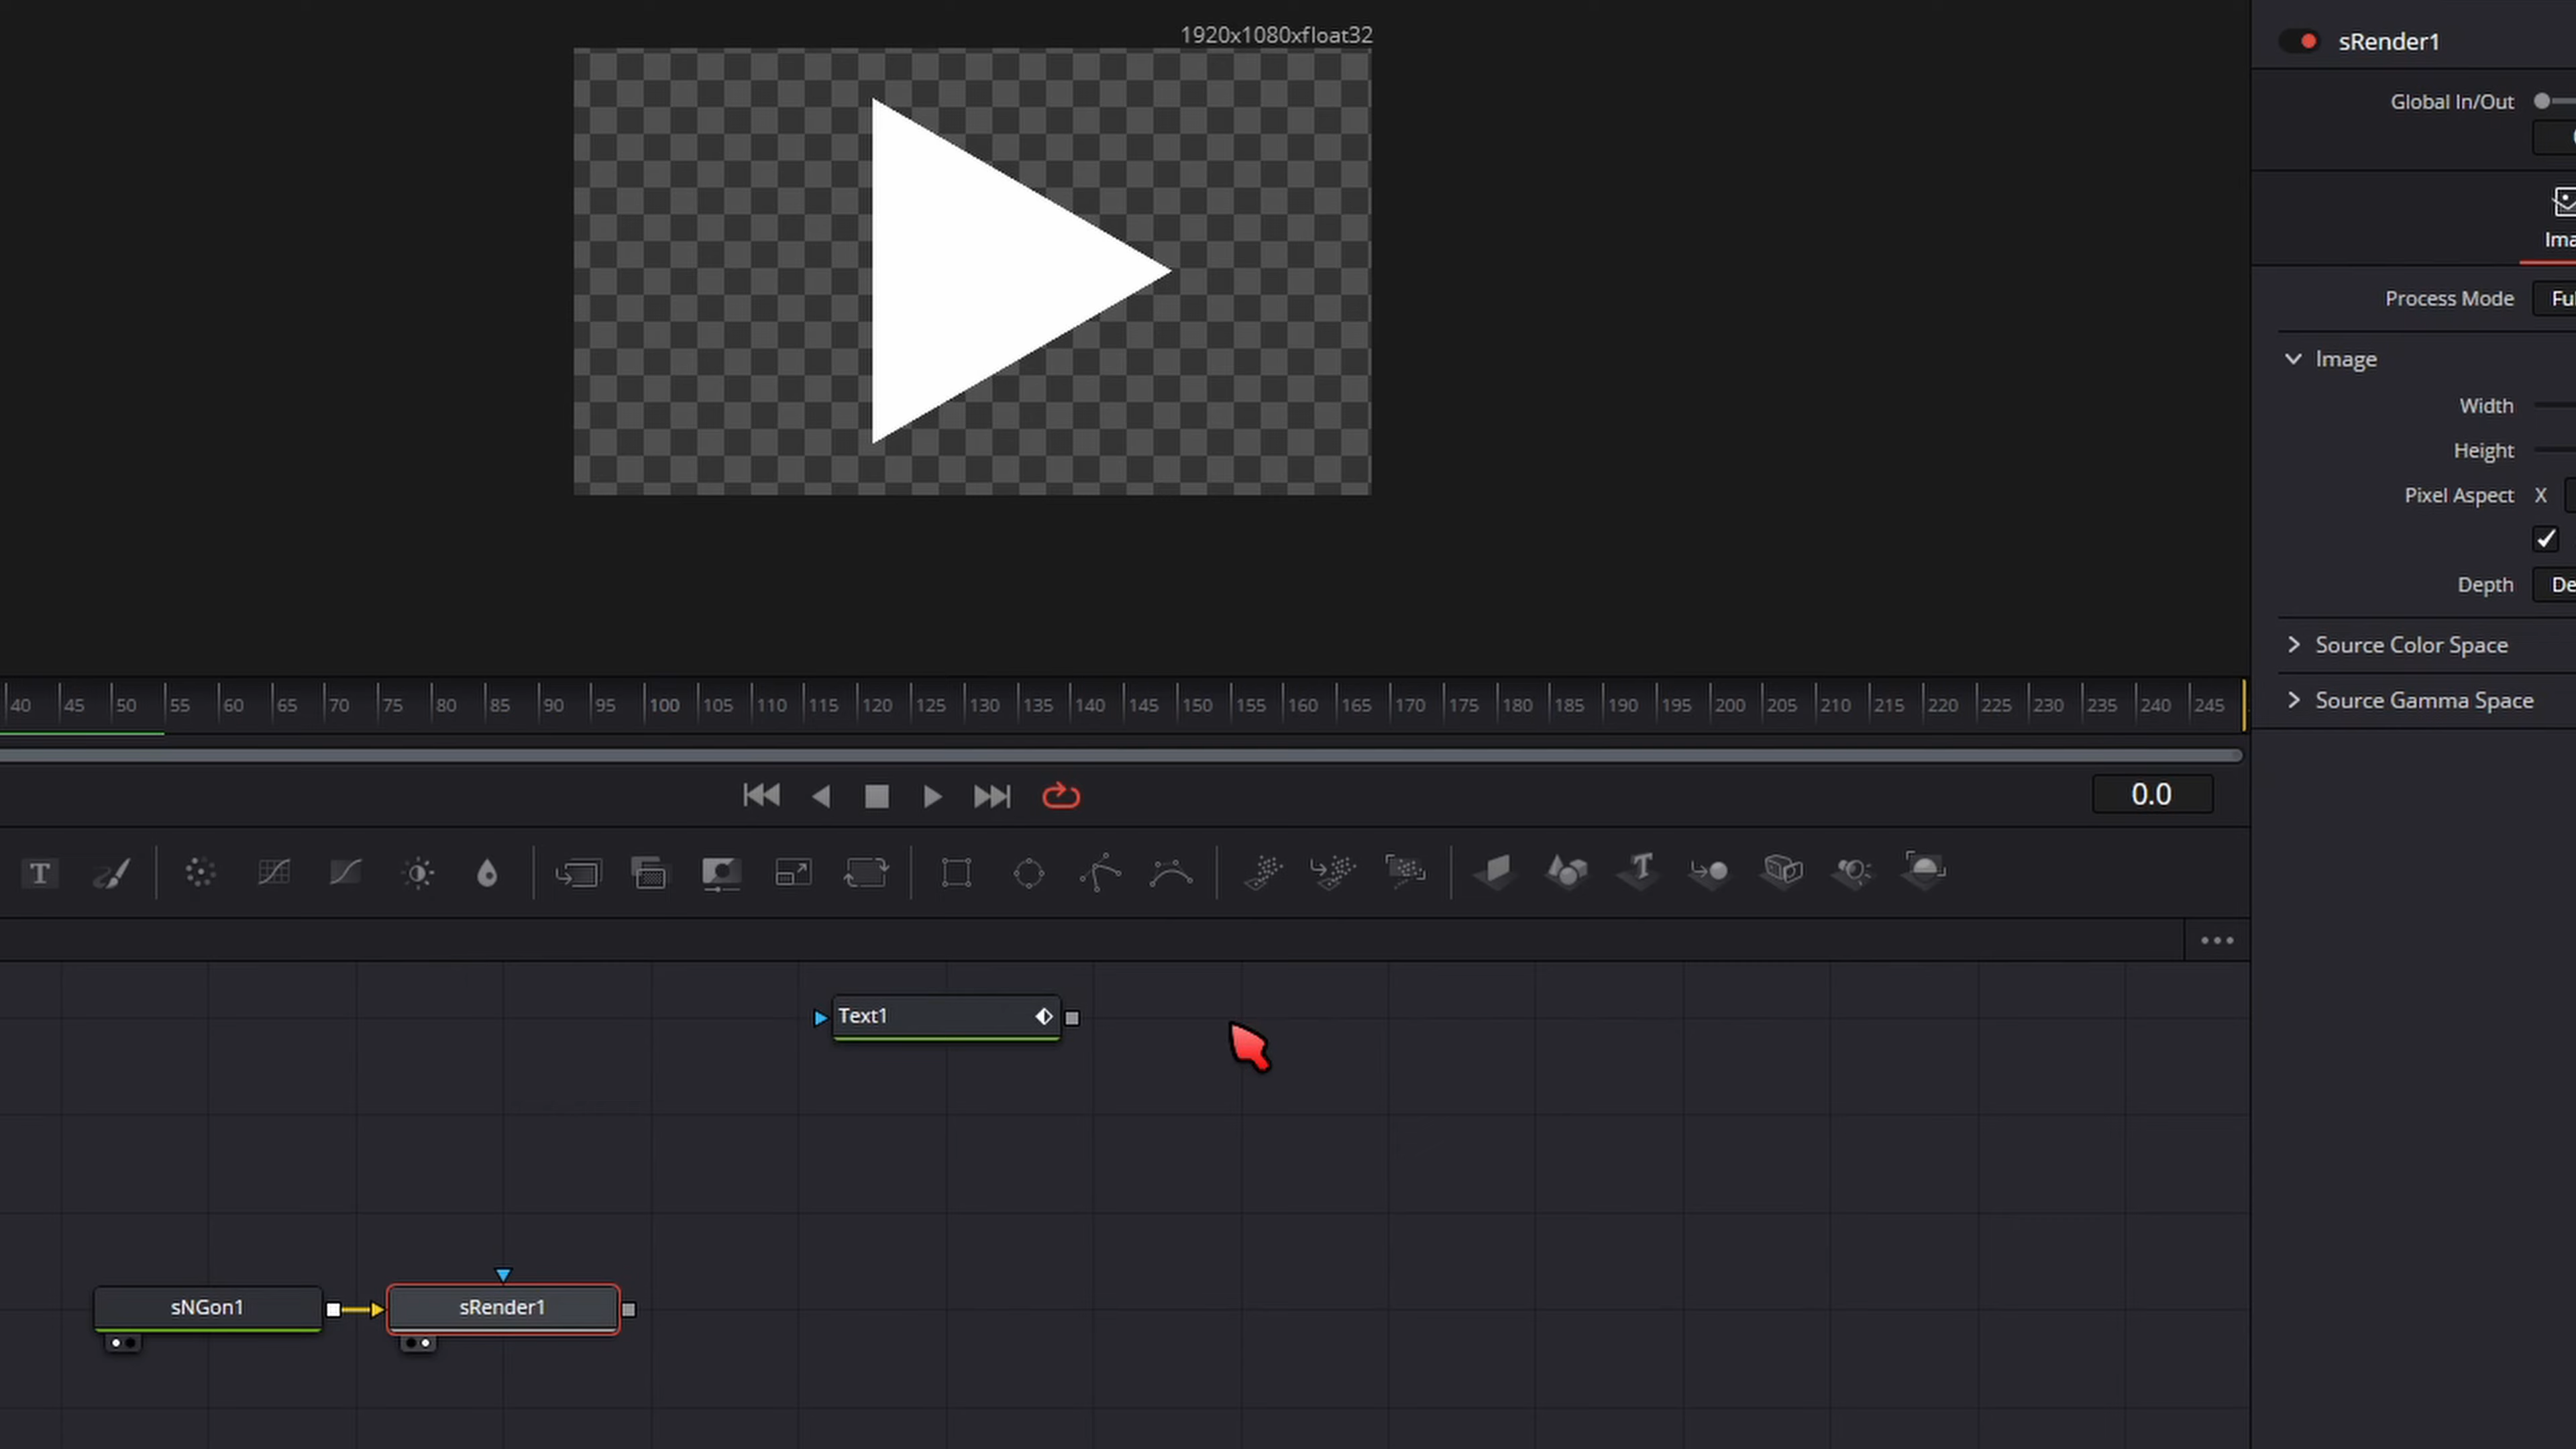 1920x1080xfloat32
sRender1
Global In/Out
Process Mode
Image
Width
Height
Pixel Aspect X
Depth
Source Color Space
Source Gamma Space
40 45 50 55 60 65 70 75 80 85 90 95 100 105 110 115 120 125 130 135 140 145 150 155 160 165 170 175 180 185 190 195 200 205 210 215 220 225 230 235 240 245
0.0
T
Text1
sNGon1
sRender1